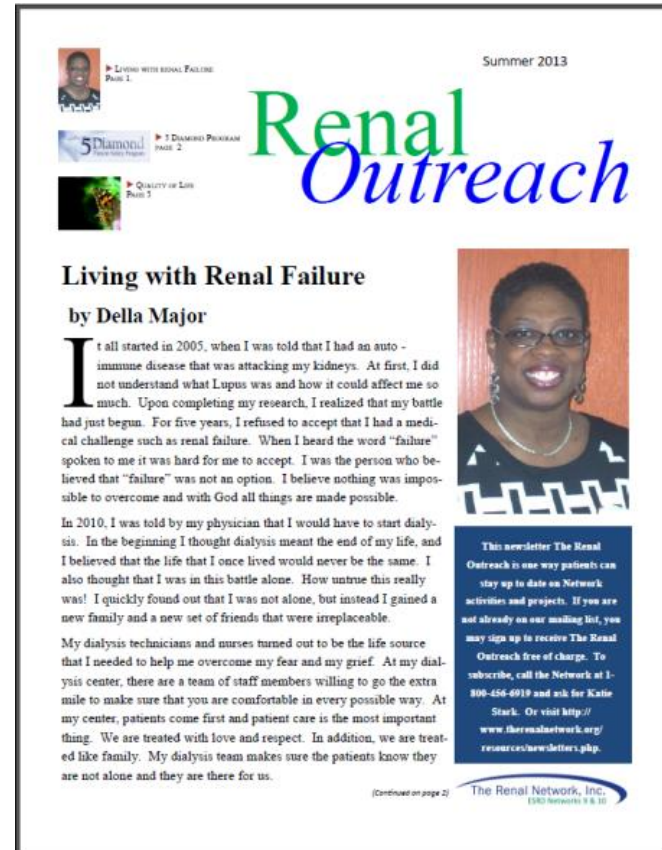 Summer 2013
▶ LIVING WITH RENAL FAILURE
PAGE 1
5 Diamond
▶ 5 DIAMOND PROGRAM
PAGE 2
▶ QUALITY OF LIFE
PAGE 3
Renal
Outreach
Living with Renal Failure
by Della Major
It all started in 2005, when I was told that I had an auto -
immune disease that was attacking my kidneys. At first, I did
not understand what Lupus was and how it could affect me so
much. Upon completing my research, I realized that my battle
had just begun. For five years, I refused to accept that I had a medi-
cal challenge such as renal failure. When I heard the word “failure”
spoken to me it was hard for me to accept. I was the person who be-
lieved that “failure” was not an option. I believe nothing was impos-
sible to overcome and with God all things are made possible.
In 2010, I was told by my physician that I would have to start dialy-
sis. In the beginning I thought dialysis meant the end of my life, and
I believed that the life that I once lived would never be the same. I
also thought that I was in this battle alone. How untrue this really
was! I quickly found out that I was not alone, but instead I gained a
new family and a new set of friends that were irreplaceable.
My dialysis technicians and nurses turned out to be the life source
that I needed to help me overcome my fear and my grief. At my dial-
ysis center, there are a team of staff members willing to go the extra
mile to make sure that you are comfortable in every possible way. At
my center, patients come first and patient care is the most important
thing. We are treated with love and respect. In addition, we are treat-
ed like family. My dialysis team makes sure the patients know they
are not alone and they are there for us.
(Continued on page 2)
This newsletter The Renal
Outreach is one way patients can
stay up to date on Network
activities and projects. If you are
not already on our mailing list, you
may sign up to receive The Renal
Outreach free of charge. To
subscribe, call the Network at 1-
800-456-6919 and ask for Katie
Stark. Or visit http://
www.therenalnetwork.org/
resources/newsletters.php.
The Renal Network, Inc.
ESRD Networks 9 & 10